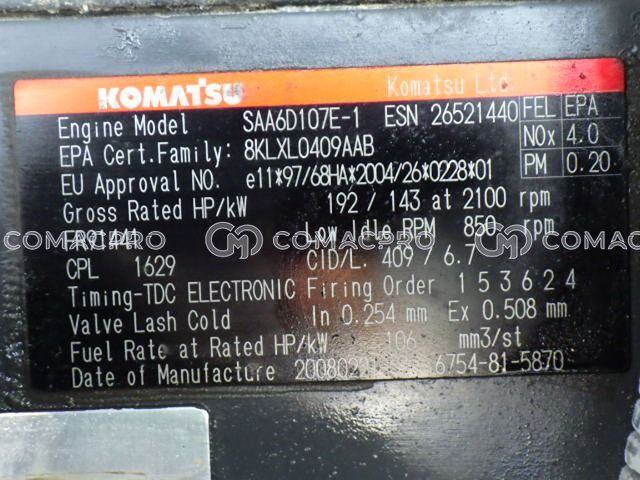 KOMATSU Komatsu Ltd.
Engine Model SAA6D107E-1 ESN 26521440 FEL EPA
EPA Cert.Family: 8KLXL0409AAB NOx 4.0
EU Approval NO. e11*97/68HA*2004/26*0228*01 PM 0.20
Gross Rated HP/kW 192 / 143 at 2100 rpm
FR91444 Low Idle RPM 850 rpm
COMACPRO CM COMACPRO CM COMACPRO
CPL 1629 CID/L. 409 / 6.7
Timing-TDC ELECTRONIC Firing Order 1 5 3 6 2 4
Valve Lash Cold In 0.254 mm Ex 0.508 mm
Fuel Rate at Rated HP/kW 106 mm3/st
Date of Manufacture 6754-81-5870